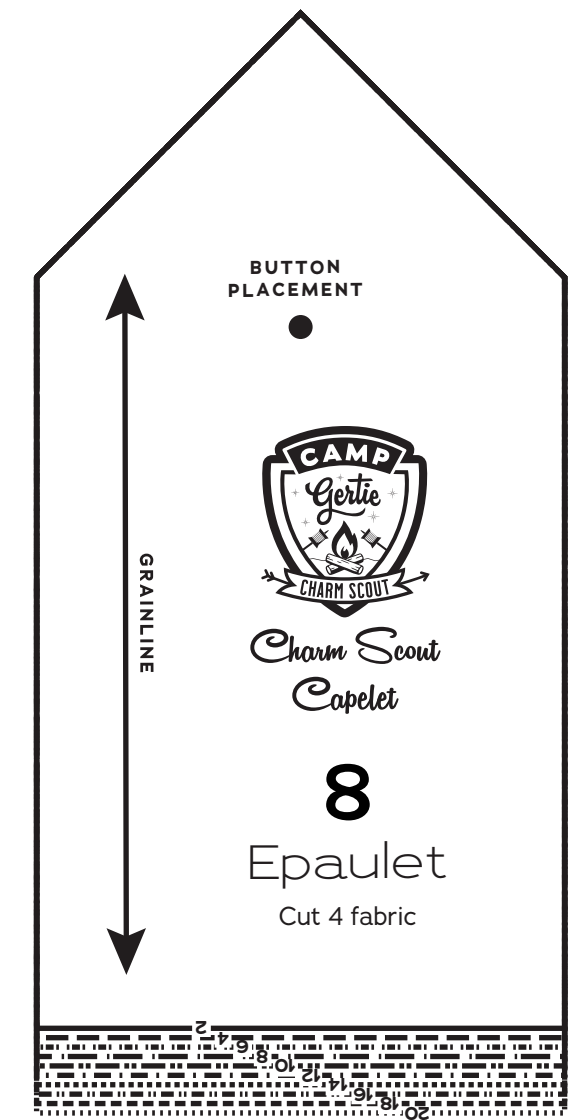 BUTTON
PLACEMENT
CAMP
Gertie
CHARM SCOUT
GRAINLINE
Charm Scout
Capelet
8
Epaulet
Cut 4 fabric
2
4
6
8
10
12
14
16
18
20